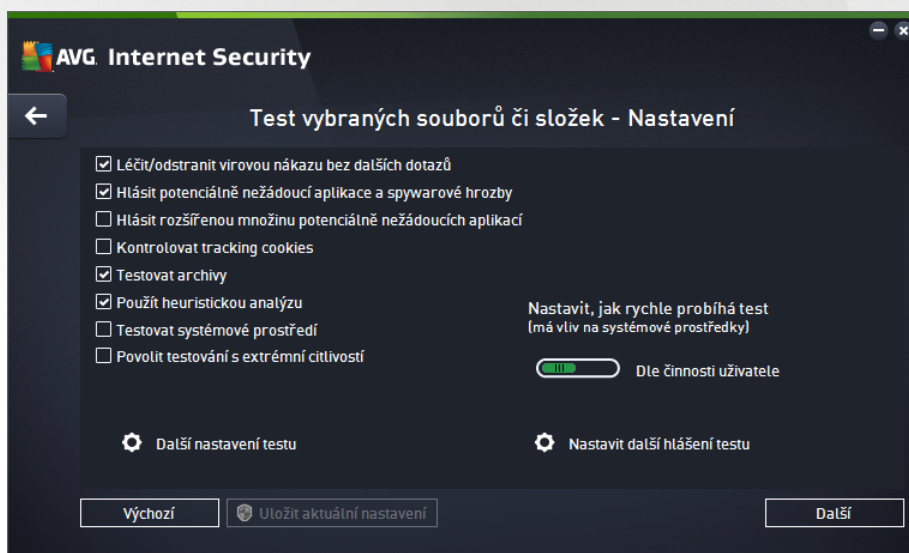 AVG. Internet Security
Test vybraných souborů či složek - Nastavení
Léčit/odstranit virovou nákazu bez dalších dotazů
Hlásit potenciálně nežádoucí aplikace a spywarové hrozby
Hlásit rozšířenou množinu potenciálně nežádoucích aplikací
Kontrolovat tracking cookies
Testovat archivy
Použít heuristickou analýzu
Testovat systémové prostředí
Povolit testování s extrémní citlivostí
Nastavit, jak rychle probíhá test
(má vliv na systémové prostředky)
Dle činnosti uživatele
Další nastavení testu
Nastavit další hlášení testu
Výchozí
Uložit aktuální nastavení
Další